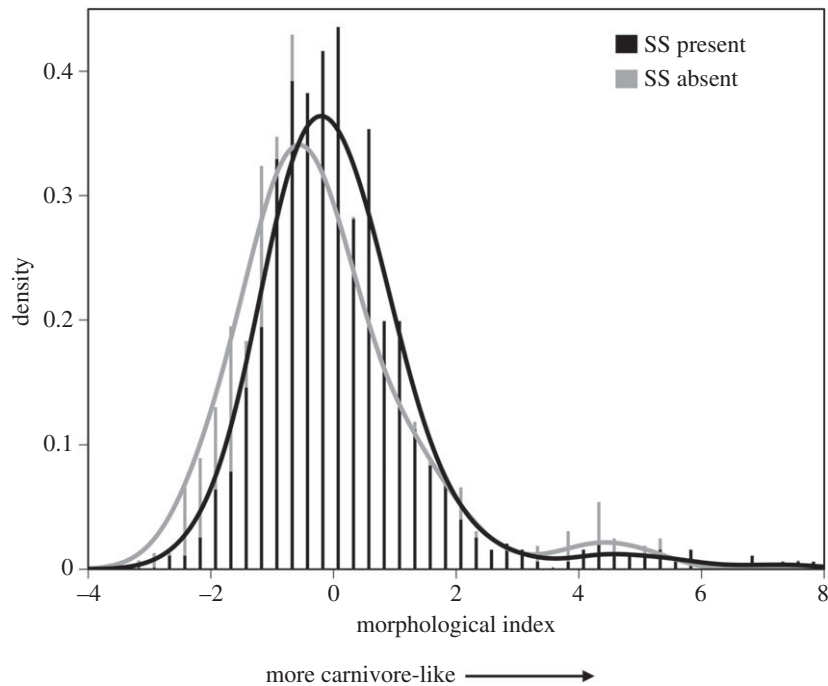 SS present
SS absent
0.4
0.3
0.2
0.1
0
density
–4
–2
0
2
4
6
8
morphological index
more carnivore-like